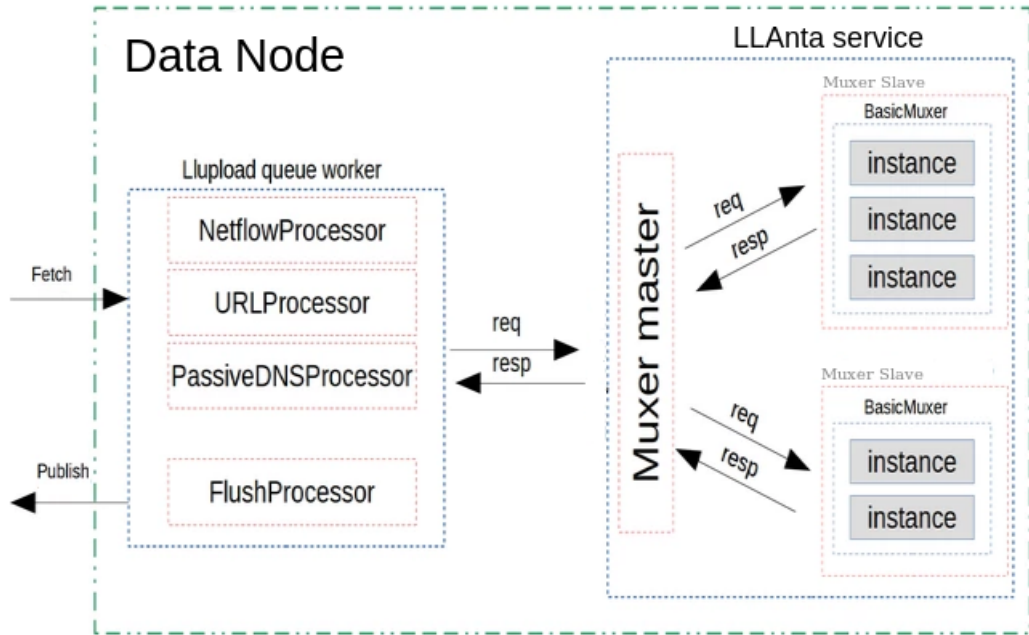 Data Node
LLAnta service
Muxer Slave
BasicMuxer
instance
instance
instance
Llupload queue worker
NetflowProcessor
URLProcessor
PassiveDNSProcessor
FlushProcessor
Fetch
Publish
req
resp
Muxer master
req
resp
req
resp
Muxer Slave
BasicMuxer
instance
instance